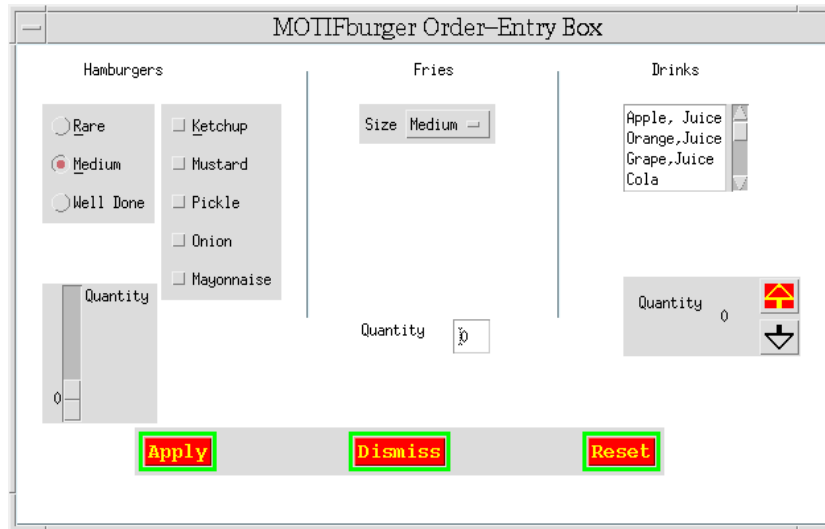 MOTIFburger Order-Entry Box
Hamburgers
Fries
Drinks
Rare
Medium
Well Done
Ketchup
Mustard
Pickle
Onion
Mayonnaise
Quantity
0
Size Medium
Quantity 0
Apple, Juice
Orange,Juice
Grape,Juice
Cola
Quantity 0
Apply
Dismiss
Reset